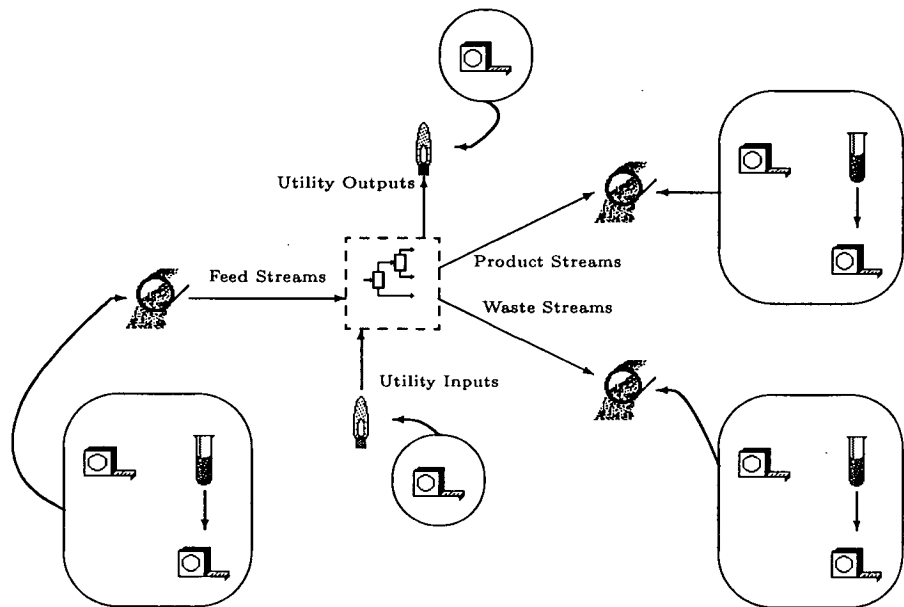 Utility Outputs
Feed Streams
Product Streams
Waste Streams
Utility Inputs